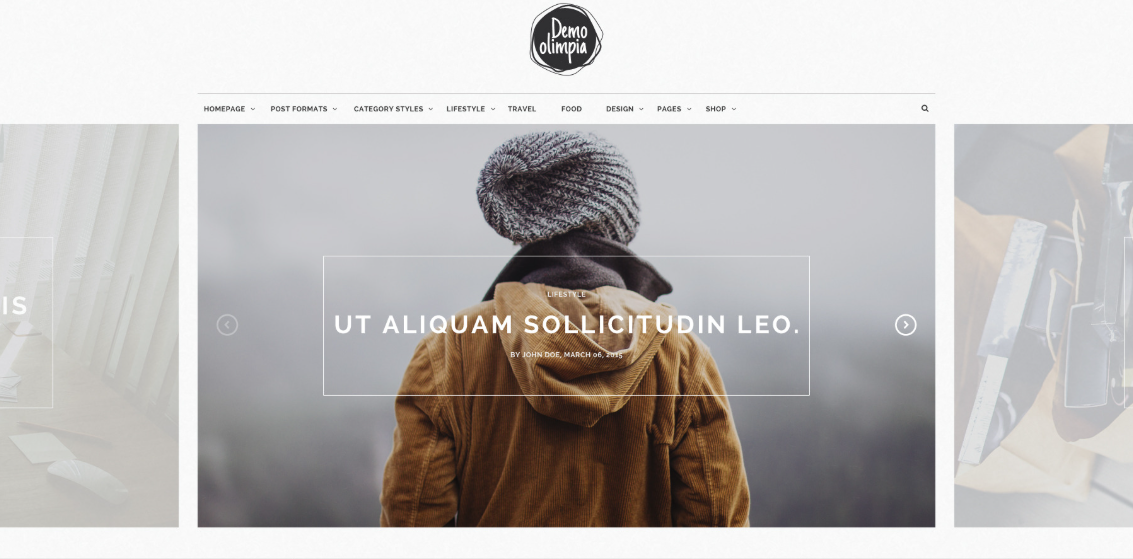 Demo
olimpia
HOMEPAGE POST FORMATS CATEGORY STYLES LIFESTYLE TRAVEL FOOD DESIGN PAGES SHOP
IS
LIFESTYLE
UT ALIQUAM SOLLICITUDIN LEO.
BY JOHN DOE, MARCH 06, 2015